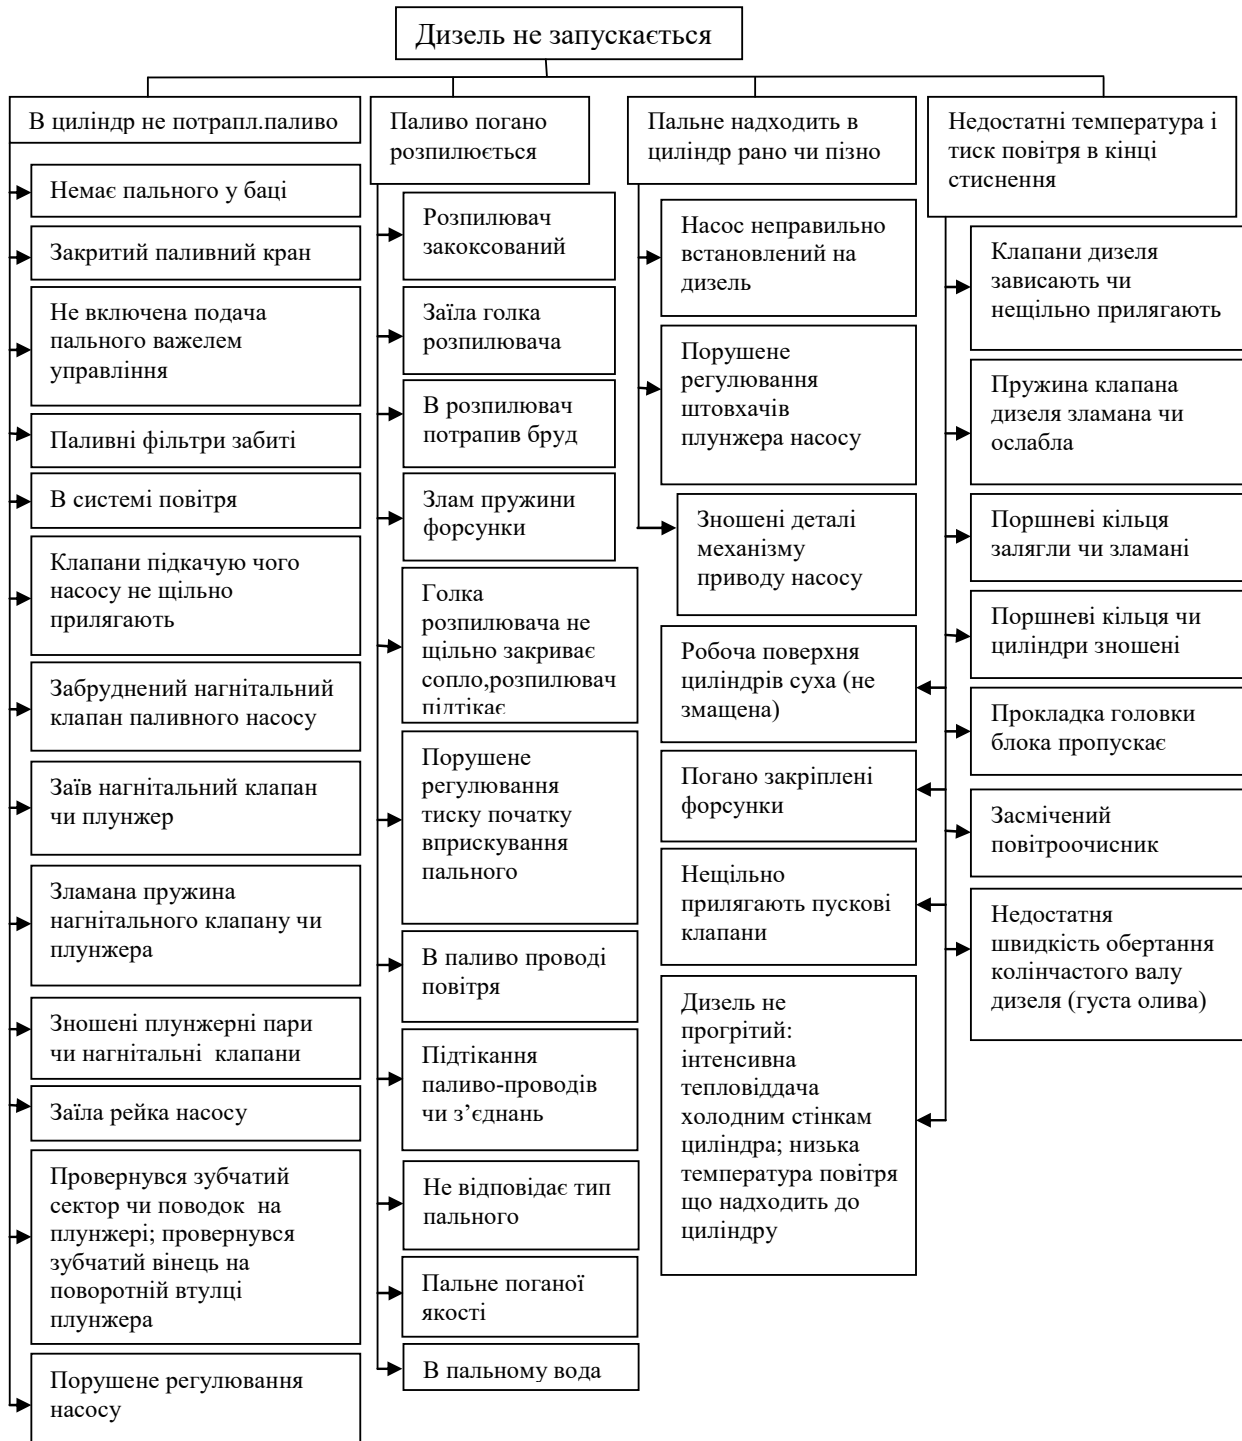 Дизель не запускається
В циліндр не потрапл.паливо
Немає пального у баці
Закритий паливний кран
Не включена подача
пального важелем
управління
Паливні фільтри забиті
В системі повітря
Клапани підкачую чого
насосу не щільно
прилягають
Забруднений нагнітальний
клапан паливного насосу
Заїв нагнітальний клапан
чи плунжер
Зламана пружина
нагнітального клапану чи
плунжера
Зношені плунжерні пари
чи нагнітальні клапани
Заїла рейка насосу
Провернувся зубчатий
сектор чи поводок на
плунжері; провернувся
зубчатий вінець на
поворотній втулці
плунжера
Порушене регулювання
насосу
Паливо погано
розпилюється
Розпилювач
закоксований
Заїла голка
розпилювача
В розпилювач
потрапив бруд
Злам пружини
форсунки
Голка
розпилювача не
щільно закриває
сопло,розпилювач
підтікає
Порушене
регулювання
тиску початку
вприскування
пального
В паливо проводі
повітря
Підтікання
паливо-проводів
чи з’єднань
Не відповідає тип
пального
Пальне поганої
якості
В пальному вода
Пальне надходить в
циліндр рано чи пізно
Насос неправильно
встановлений на
дизель
Порушене
регулювання
штовхачів
плунжера насосу
Зношені деталі
механізму
приводу насосу
Недостатні температура і
тиск повітря в кінці
стиснення
Клапани дизеля
зависають чи
нещільно прилягають
Пружина клапана
дизеля зламана чи
ослабла
Поршневі кільця
залягли чи зламані
Поршневі кільця чи
циліндри зношені
Прокладка головки
блока пропускає
Засмічений
повітроочисник
Недостатня
швидкість обертання
колінчастого валу
дизеля (густа олива)
Робоча поверхня
циліндрів суха (не
змащена)
Погано закріплені
форсунки
Нещільно
прилягають пускові
клапани
Дизель не
прогрітий:
інтенсивна
тепловіддача
холодним стінкам
циліндра; низька
температура повітря
що надходить до
циліндру